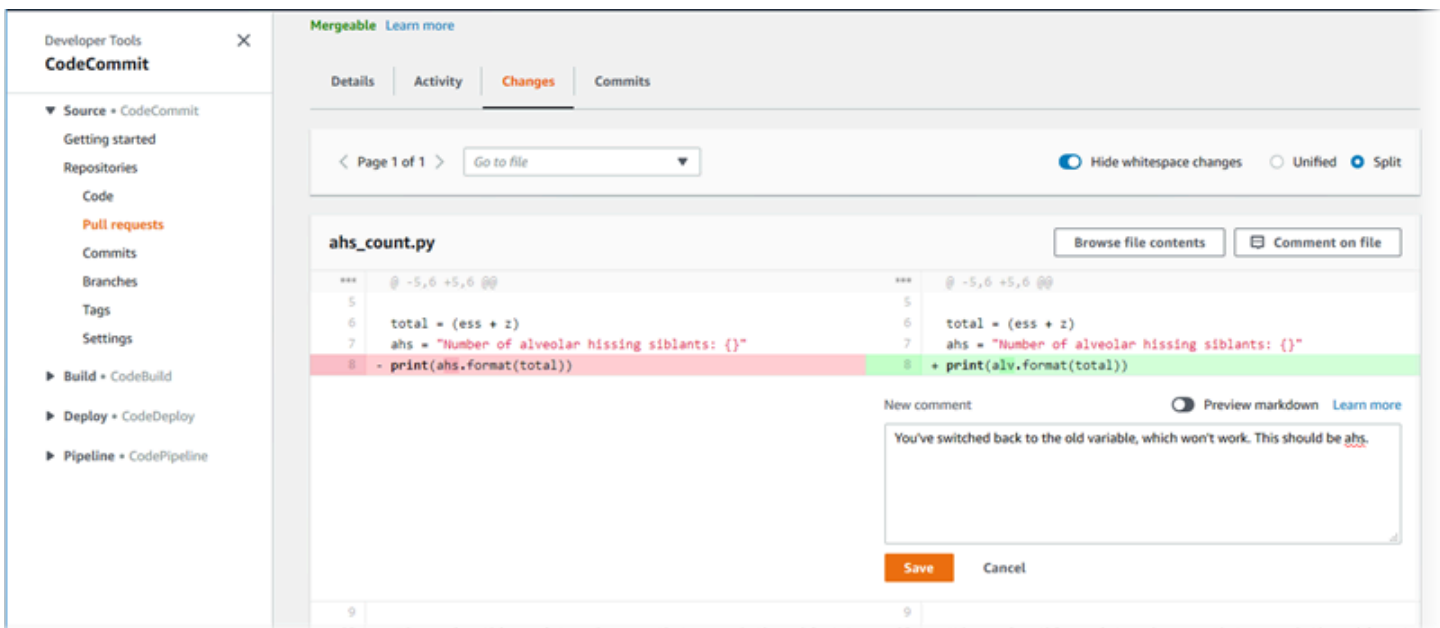 Developer Tools
CodeCommit
Source • CodeCommit
Getting started
Repositories
Code
Pull requests
Commits
Branches
Tags
Settings
Build • CodeBuild
Deploy • CodeDeploy
Pipeline • CodePipeline
Mergeable Learn more
Details Activity Changes Commits
Page 1 of 1 Go to file Hide whitespace changes Unified Split
ahs_count.py Browse file contents Comment on file
••• @ -5,6 +5,6 @@ ••• @ -5,6 +5,6 @@
5 5
6 total = (ess + z) 6 total = (ess + z)
7 ahs = "Number of alveolar hissing siblants: {}" 7 ahs = "Number of alveolar hissing siblants: {}"
8 - print(ahs.format(total)) 8 + print(alv.format(total))
New comment Preview markdown Learn more
You've switched back to the old variable, which won't work. This should be ahs.
Save Cancel
9 9